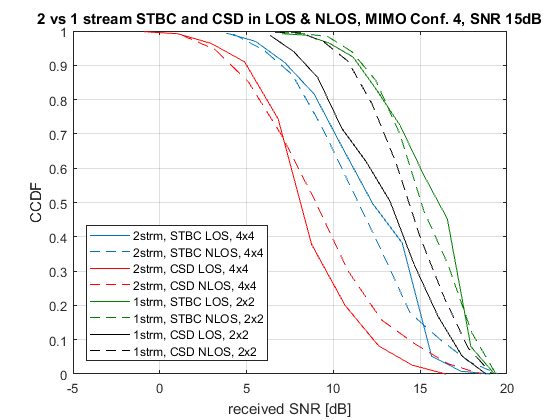 2 vs 1 stream STBC and CSD in LOS & NLOS, MIMO Conf. 4, SNR 15dB
1
0.9
0.8
0.7
0.6
0.5
0.4
0.3
0.2
0.1
0
CCDF
2strm, STBC LOS, 4x4
2strm, STBC NLOS, 4x4
2strm, CSD LOS, 4x4
2strm, CSD NLOS, 4x4
1strm, STBC LOS, 2x2
1strm, STBC NLOS, 2x2
1strm, CSD LOS, 2x2
1strm, CSD NLOS, 2x2
-5 0 5 10 15 20
received SNR [dB]